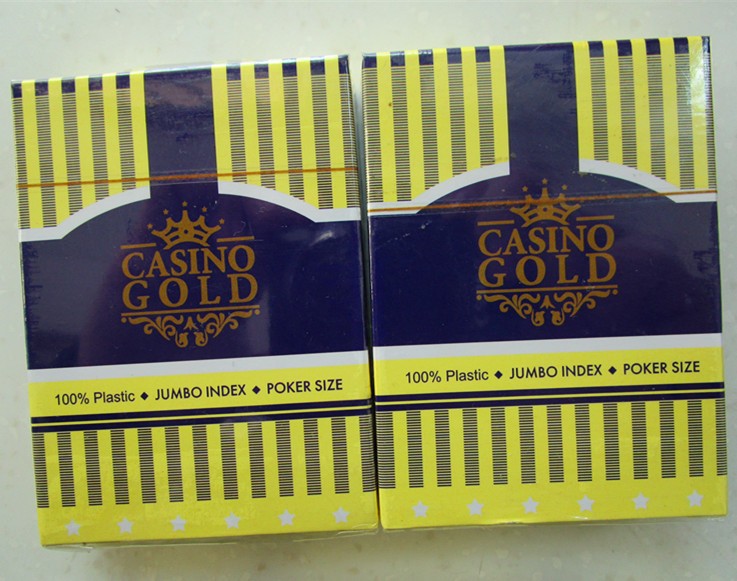 CASINO
GOLD
100% Plastic ◆ JUMBO INDEX ◆ POKER SIZE
CASINO
GOLD
100% Plastic ◆ JUMBO INDEX ◆ POKER SIZE